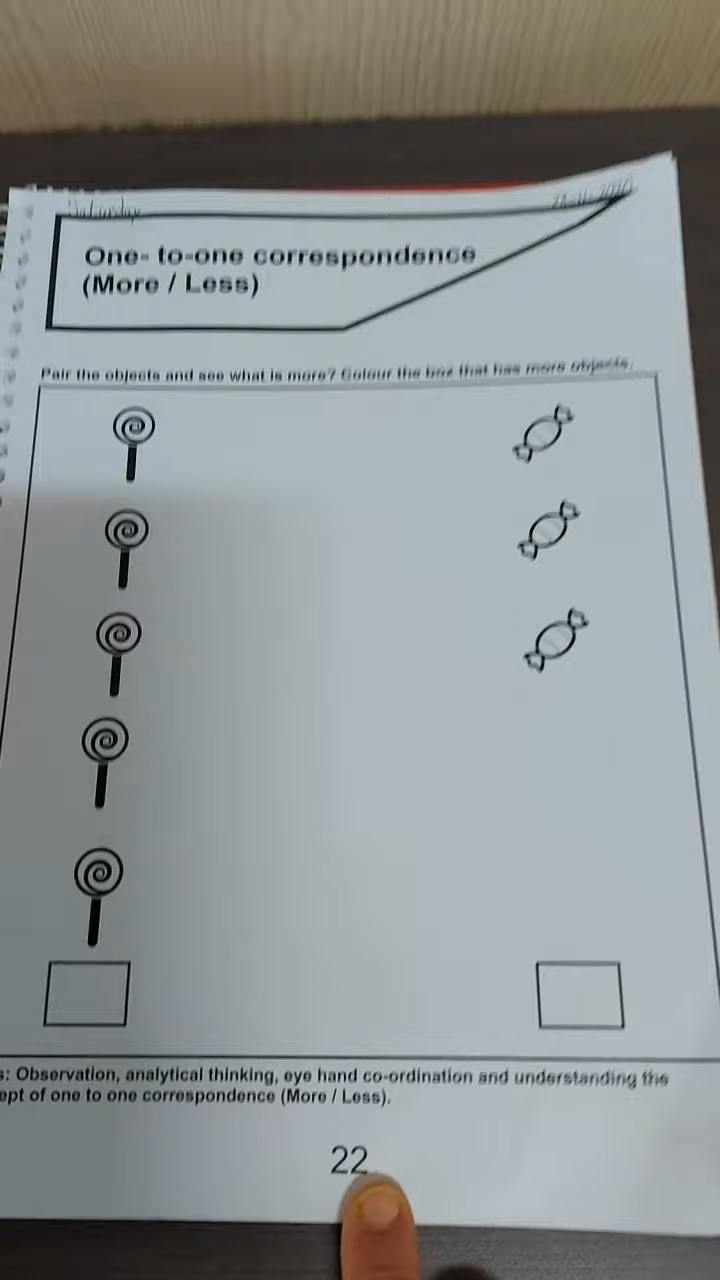 Saturday
One- to-one correspondence
(More / Less)
Pair the objects and see what is more? Colour the box that has more objects.
s: Observation, analytical thinking, eye hand co-ordination and understanding the
ept of one to one correspondence (More / Less).
22